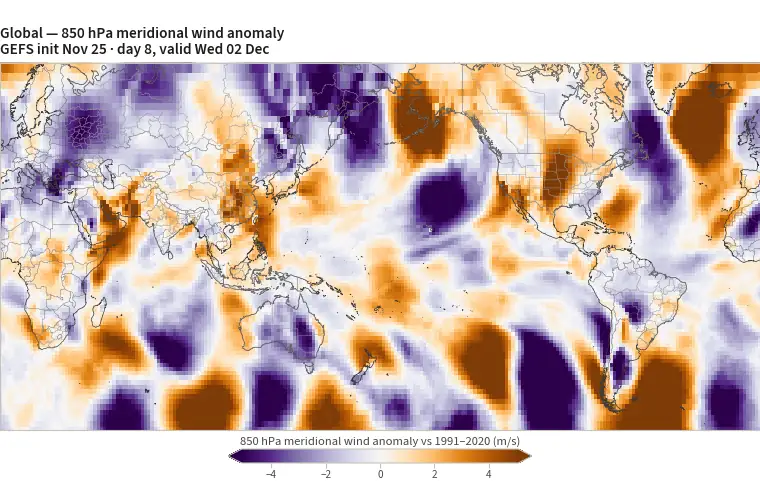 Global — 850 hPa meridional wind anomaly
GEFS init Nov 25 · day 8, valid Wed 02 Dec
850 hPa meridional wind anomaly vs 1991–2020 (m/s)
−4 −2 0 2 4